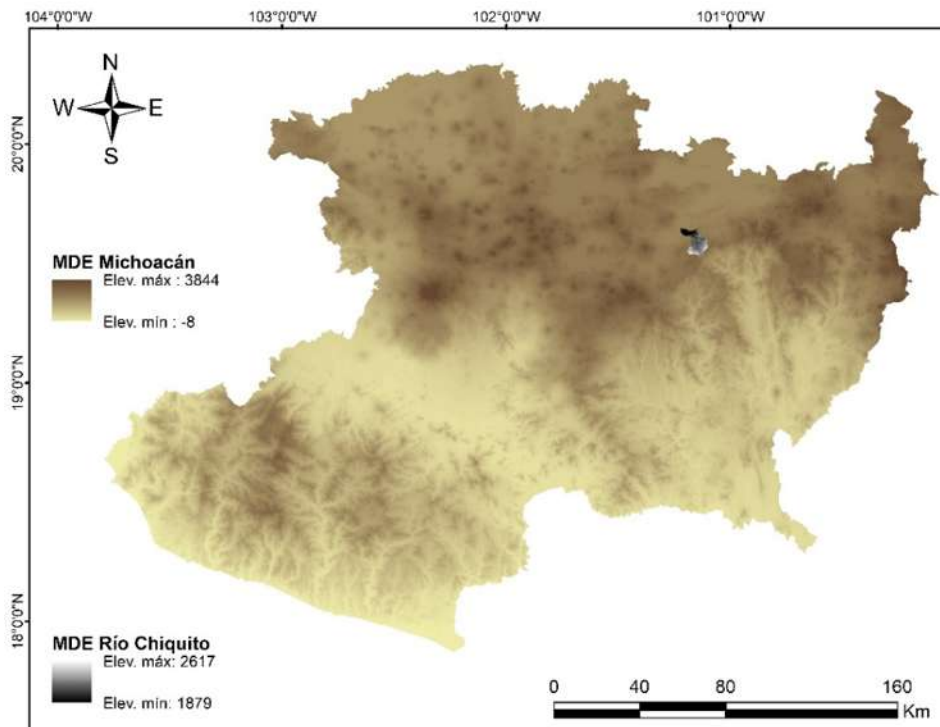 104°0'0"W 103°0'0"W 102°0'0"W 101°0'0"W
N
W E
S
20°0'0"N
MDE Michoacán
Elev. máx : 3844
Elev. mín : -8
19°0'0"N
18°0'0"N
MDE Río Chiquito
Elev. máx: 2617
Elev. mín: 1879
0 40 80 160
Km